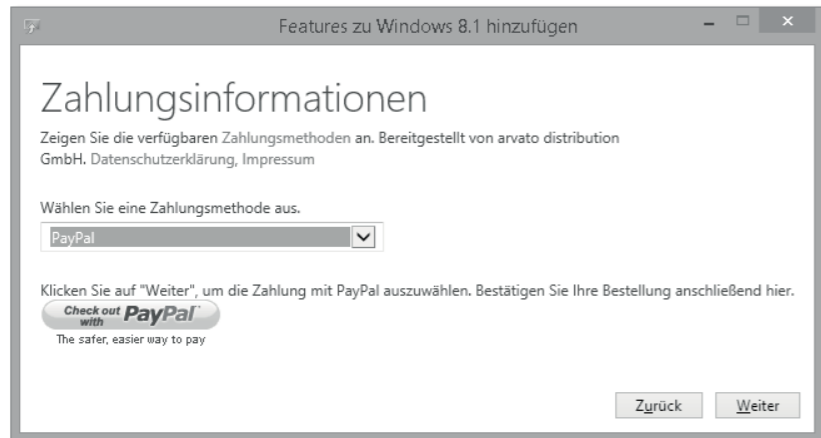 Features zu Windows 8.1 hinzufügen
Zahlungsinformationen
Zeigen Sie die verfügbaren Zahlungsmethoden an. Bereitgestellt von arvato distribution
GmbH. Datenschutzerklärung, Impressum
Wählen Sie eine Zahlungsmethode aus.
PayPal
Klicken Sie auf "Weiter", um die Zahlung mit PayPal auszuwählen. Bestätigen Sie Ihre Bestellung anschließend hier.
Check out
with PayPal
The safer, easier way to pay
Zurück Weiter